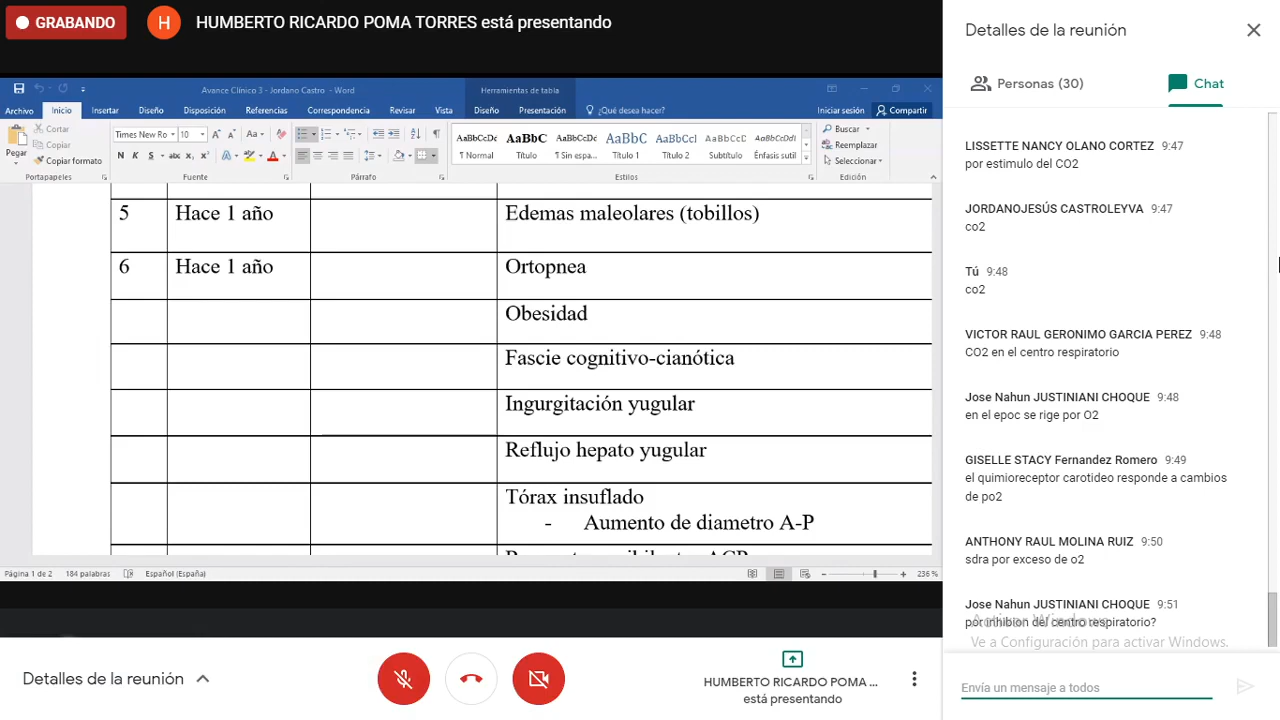 GRABANDO
H
HUMBERTO RICARDO POMA TORRES está presentando
Avance Clínico 3 - Jordano Castro - Word
Herramientas de tabla
Archivo Inicio Insertar Diseño Disposición Referencias Correspondencia Revisar Vista Diseño Presentación ¿Qué desea hacer? Iniciar sesión Compartir
Pegar
Cortar
Copiar
Copiar formato
Times New Ro 10
N K S abc x₂ x²
AaBbCcDc AaBbC AaBbCcDc AaBbC AaBbCcI AaBbCcD AaBbCcDc
¶ Normal Título ¶ Sin espa... Título 1 Título 2 Subtítulo Énfasis sutil
Buscar
Reemplazar
Seleccionar
Portapapeles Fuente Párrafo Estilos Edición
5 Hace 1 año Edemas maleolares (tobillos)
6 Hace 1 año Ortopnea
Obesidad
Fascie cognitivo-cianótica
Ingurgitación yugular
Reflujo hepato yugular
Tórax insuflado
- Aumento de diametro A-P
Página 1 de 2 184 palabras Español (España) 236 %
Detalles de la reunión
HUMBERTO RICARDO POMA ...
está presentando
Detalles de la reunión
Personas (30)
Chat
LISSETTE NANCY OLANO CORTEZ 9:47
por estimulo del CO2
JORDANOJESÚS CASTROLEYVA 9:47
co2
Tú 9:48
co2
VICTOR RAUL GERONIMO GARCIA PEREZ 9:48
CO2 en el centro respiratorio
Jose Nahun JUSTINIANI CHOQUE 9:48
en el epoc se rige por O2
GISELLE STACY Fernandez Romero 9:49
el quimioreceptor carotideo responde a cambios
de po2
ANTHONY RAUL MOLINA RUIZ 9:50
sdra por exceso de o2
Jose Nahun JUSTINIANI CHOQUE 9:51
por inhibion del centro respiratorio?
Activar Windows
Ve a Configuración para activar Windows.
Envía un mensaje a todos